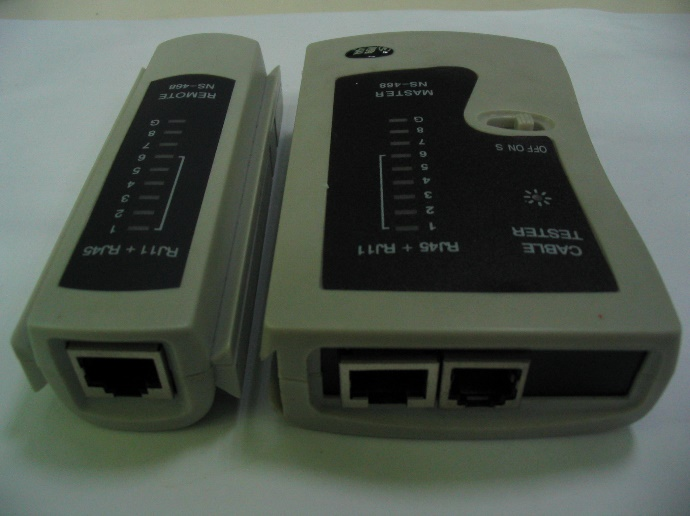 CABLE
TESTER
RJ45 + RJ11
1
2
3
4
5
6
7
8
G
OFF ON S
MASTER
NS-468
RJ11 + RJ45
1
2
3
4
5
6
7
8
G
REMOTE
NS-468